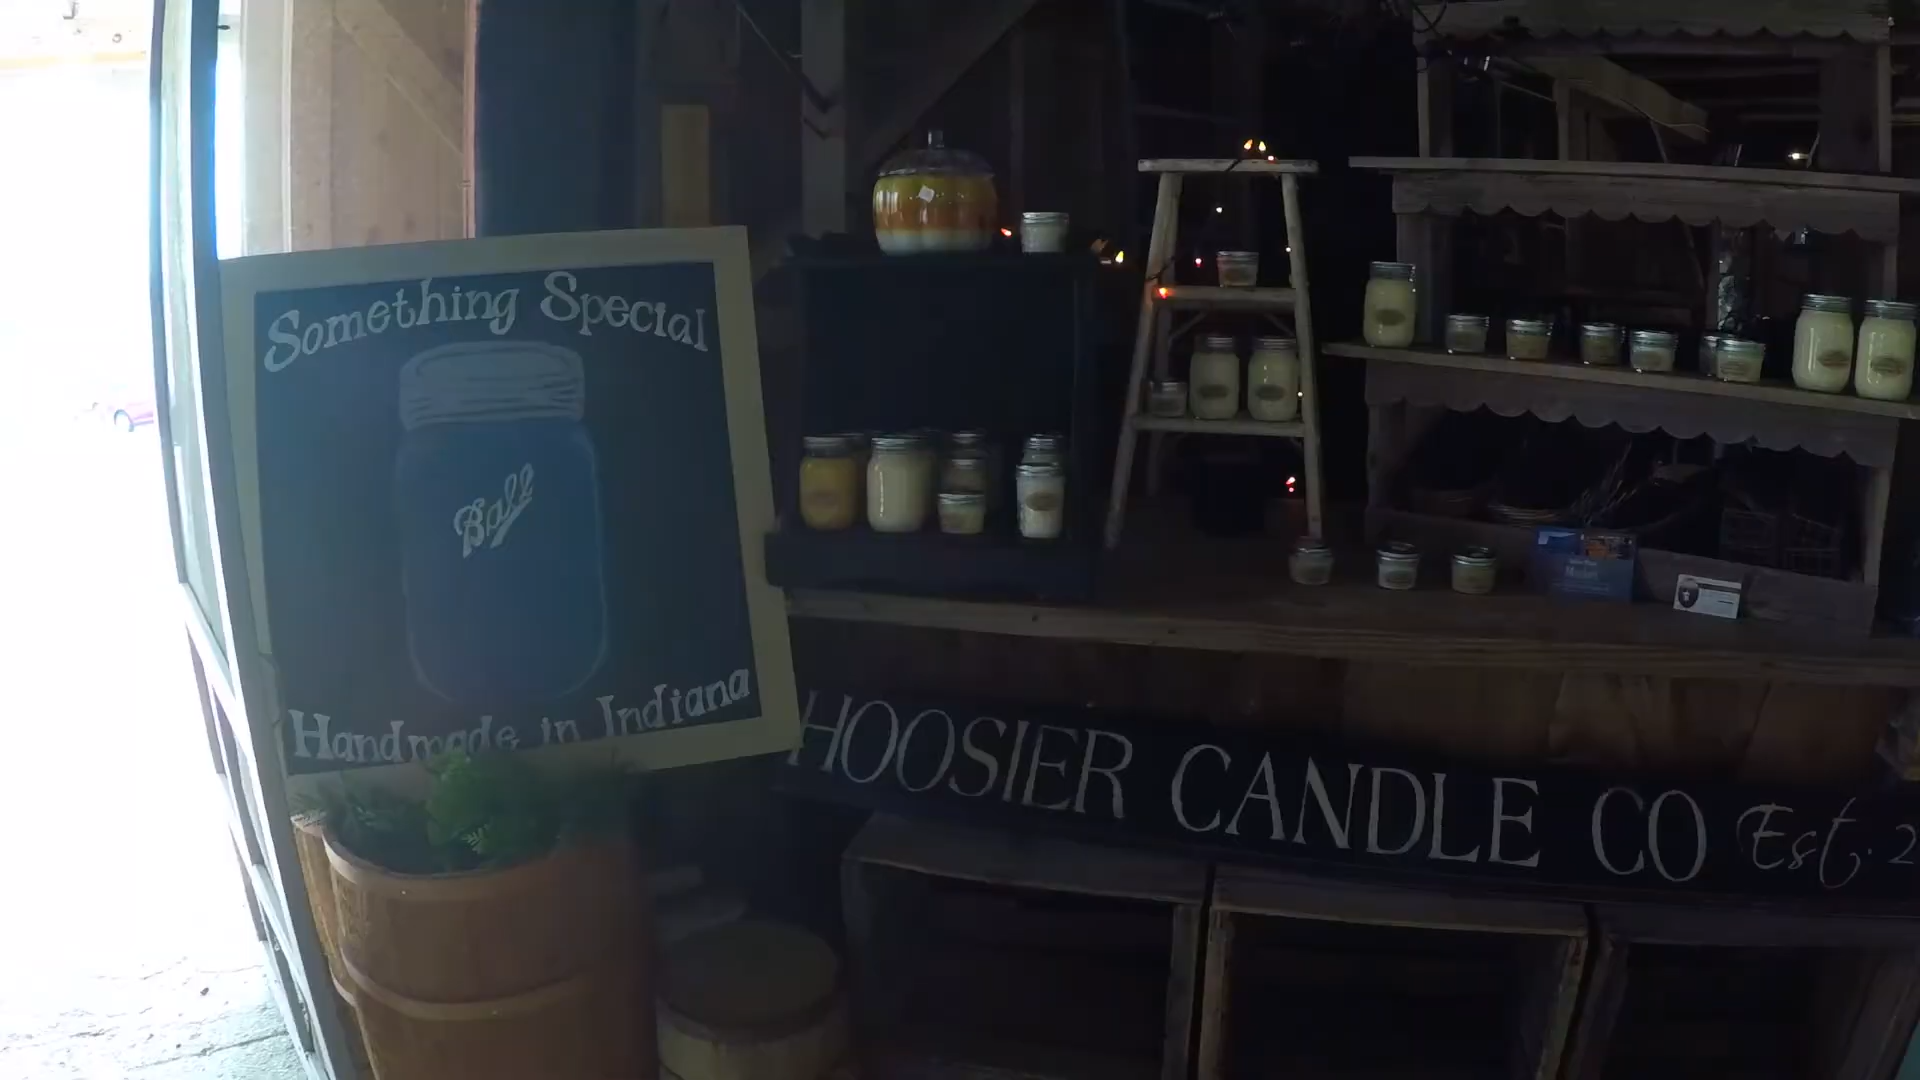 Something Special
Ball
Handmade in Indiana
HOOSIER CANDLE CO Est. 2